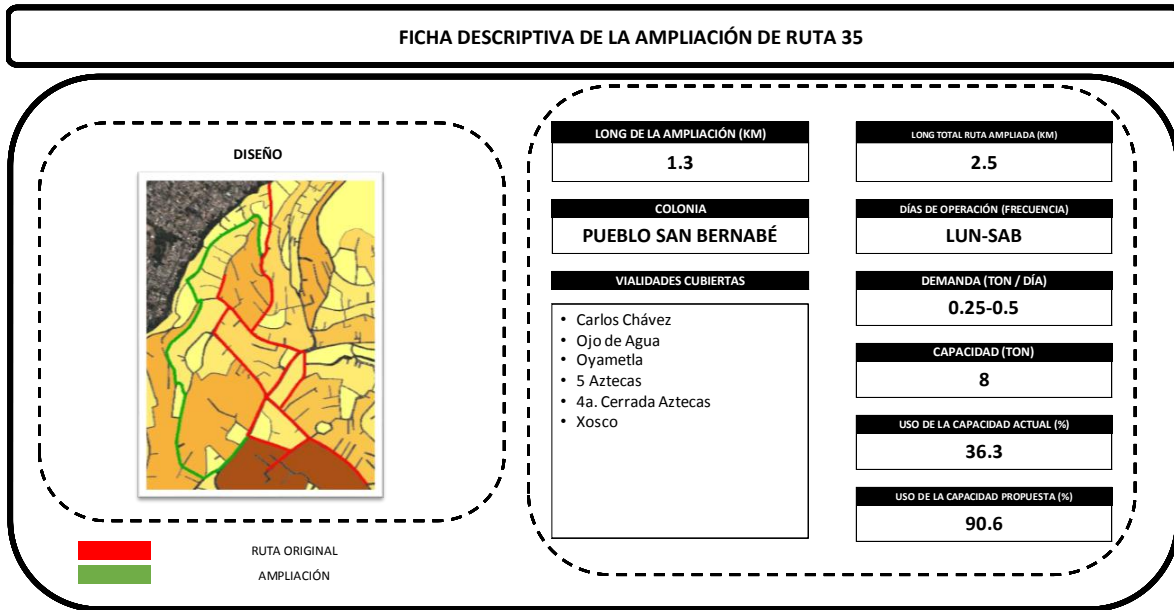 FICHA DESCRIPTIVA DE LA AMPLIACIÓN DE RUTA 35
DISEÑO
RUTA ORIGINAL
AMPLIACIÓN
LONG DE LA AMPLIACIÓN (KM)
1.3
COLONIA
PUEBLO SAN BERNABÉ
VIALIDADES CUBIERTAS
• Carlos Chávez
• Ojo de Agua
• Oyametla
• 5 Aztecas
• 4a. Cerrada Aztecas
• Xosco
LONG TOTAL RUTA AMPLIADA (KM)
2.5
DÍAS DE OPERACIÓN (FRECUENCIA)
LUN-SAB
DEMANDA (TON / DÍA)
0.25-0.5
CAPACIDAD (TON)
8
USO DE LA CAPACIDAD ACTUAL (%)
36.3
USO DE LA CAPACIDAD PROPUESTA (%)
90.6